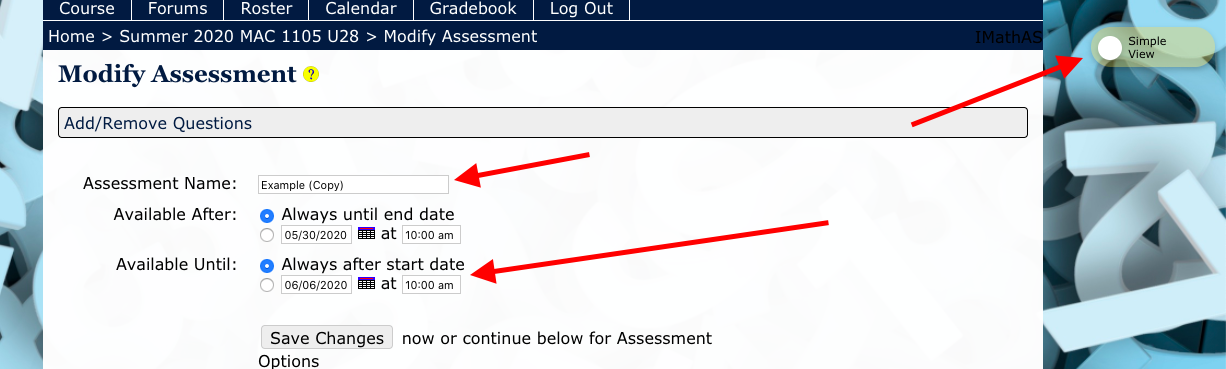 Course Forums Roster Calendar Gradebook Log Out
Home > Summer 2020 MAC 1105 U28 > Modify Assessment IMathAS
Simple
View
Modify Assessment ?
Add/Remove Questions
Assessment Name: Example (Copy)
Available After: Always until end date
05/30/2020 at 10:00 am
Available Until: Always after start date
06/06/2020 at 10:00 am
Save Changes now or continue below for Assessment
Options